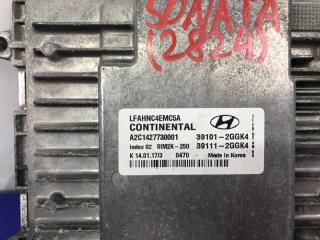 SONATA
(2824)
LFAHNC4EMC5A
CONTINENTAL
A2C1427730001 39101-2GGK4
Index 02 SIM2K-250 39111-2GGK4
K 14.01.17/3 0470 - Made in Korea